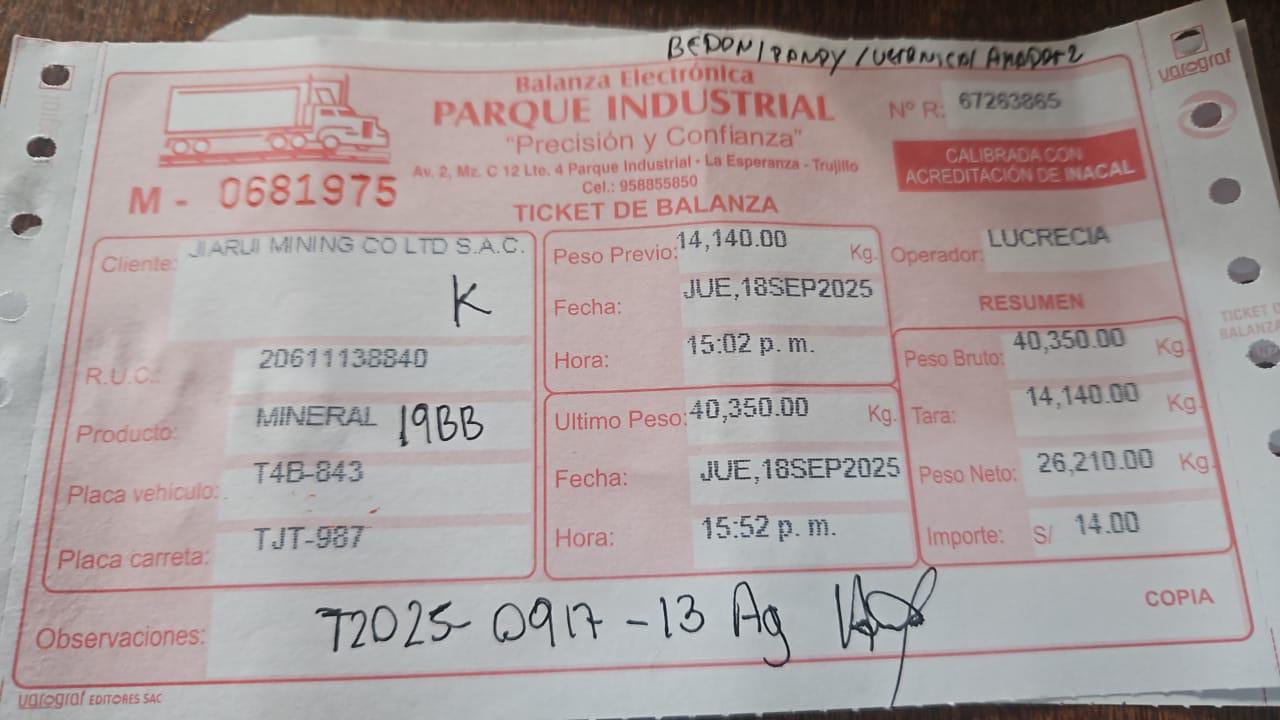 BEDON/RANDY/VERONICA/AMADOR 2
varograf
Balanza Electrónica
PARQUE INDUSTRIAL
"Precisión y Confianza"
Av. 2, Mz. C 12 Lte. 4 Parque Industrial - La Esperanza - Trujillo
Cel.: 958855850
Nº R: 67263865
CALIBRADA CON
ACREDITACIÓN DE INACAL
M - 0681975
TICKET DE BALANZA
Cliente: JIARUI MINING CO LTD S.A.C.
K
R.U.C.: 20611138840
Producto: MINERAL 19BB
Placa vehículo: T4B-843
Placa carreta: TJT-987
Peso Previo: 14,140.00 Kg.
Fecha: JUE,18SEP2025
Hora: 15:02 p. m.
Ultimo Peso: 40,350.00 Kg.
Fecha: JUE,18SEP2025
Hora: 15:52 p. m.
Operador: LUCRECIA
RESUMEN
Peso Bruto: 40,350.00 Kg.
Tara: 14,140.00 Kg.
Peso Neto: 26,210.00 Kg.
Importe: S/ 14.00
Observaciones: T2025-0917-13 Ag
COPIA
varograf EDITORES SAC
TICKET D
BALANZA